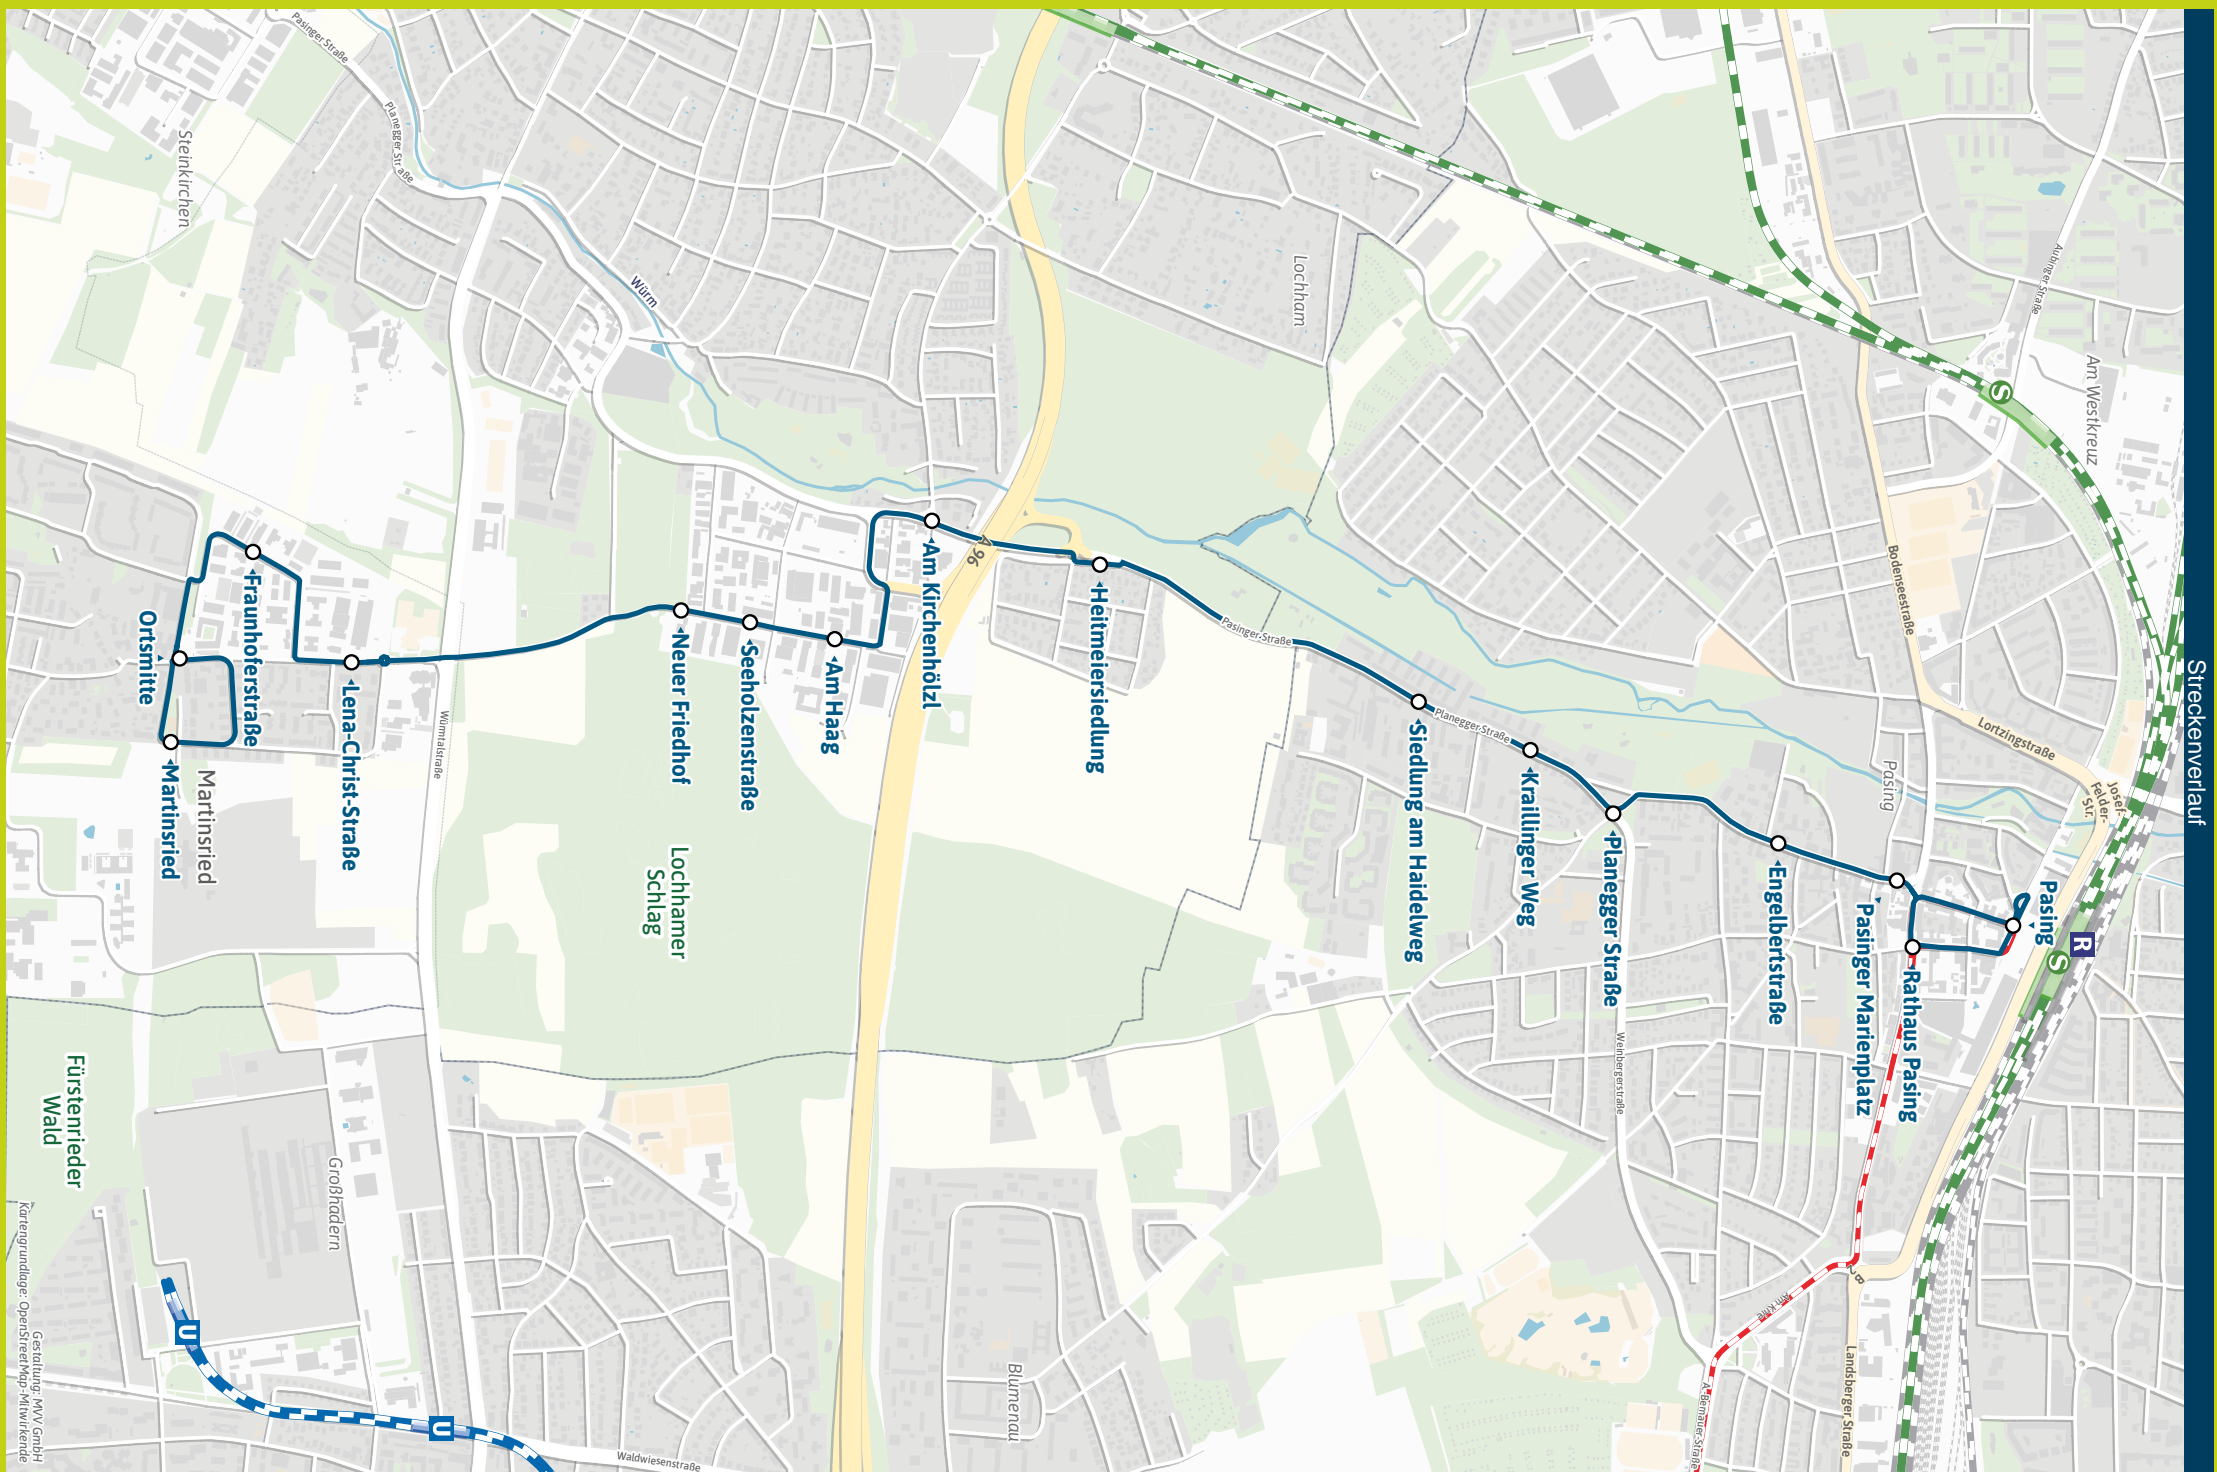 Streckenverlauf
Aubinger Straße
Am Westkreuz
S
Josef-
Felder-
Str.
Lortzingstraße
Bodenseestraße
Pasing
Pasing
R
S
Rathaus Pasing
Pasinger Marienplatz
Engelbertstraße
Planegger Straße
Weinbergerstraße
Kraillinger Weg
Planegger Straße
Siedlung am Haidelweg
Pasinger Straße
Lochham
Heitmeiersiedlung
A 96
Am Kirchenhölzl
Am Haag
Seeholzenstraße
Neuer Friedhof
Lochhamer
Schlag
Würm
Würmtalstraße
Lena-Christ-Straße
Fraunhoferstraße
Martinsried
Martinsried
Ortsmitte
Steinkirchen
Planegger Straße
Pasinger Straße
B2
Am Knie
Landsberger Straße
A-Bernauer-Straße
Blumenau
Waldwiesenstraße
Großhadern
U
U
Fürstenrieder
Wald
Gestaltung: MVV GmbH
Kartengrundlage: OpenStreetMap-Mitwirkende